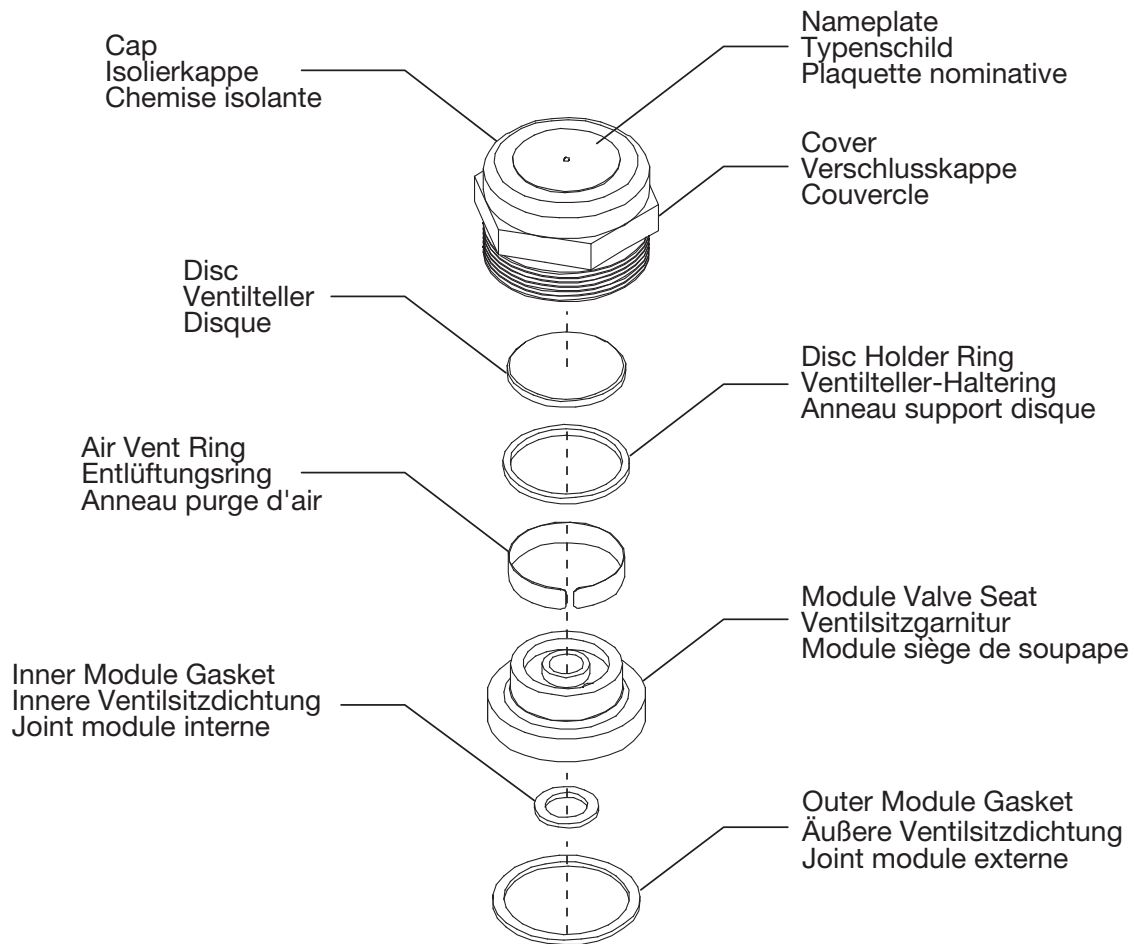 Cap
Isolierkappe
Chemise isolante
Nameplate
Typenschild
Plaquette nominative
Cover
Verschlusskappe
Couvercle
Disc
Ventilteller
Disque
Disc Holder Ring
Ventilteller-Haltering
Anneau support disque
Air Vent Ring
Entlüftungsring
Anneau purge d'air
Module Valve Seat
Ventilsitzgarnitur
Module siège de soupape
Inner Module Gasket
Innere Ventilsitzdichtung
Joint module interne
Outer Module Gasket
Äußere Ventilsitzdichtung
Joint module externe